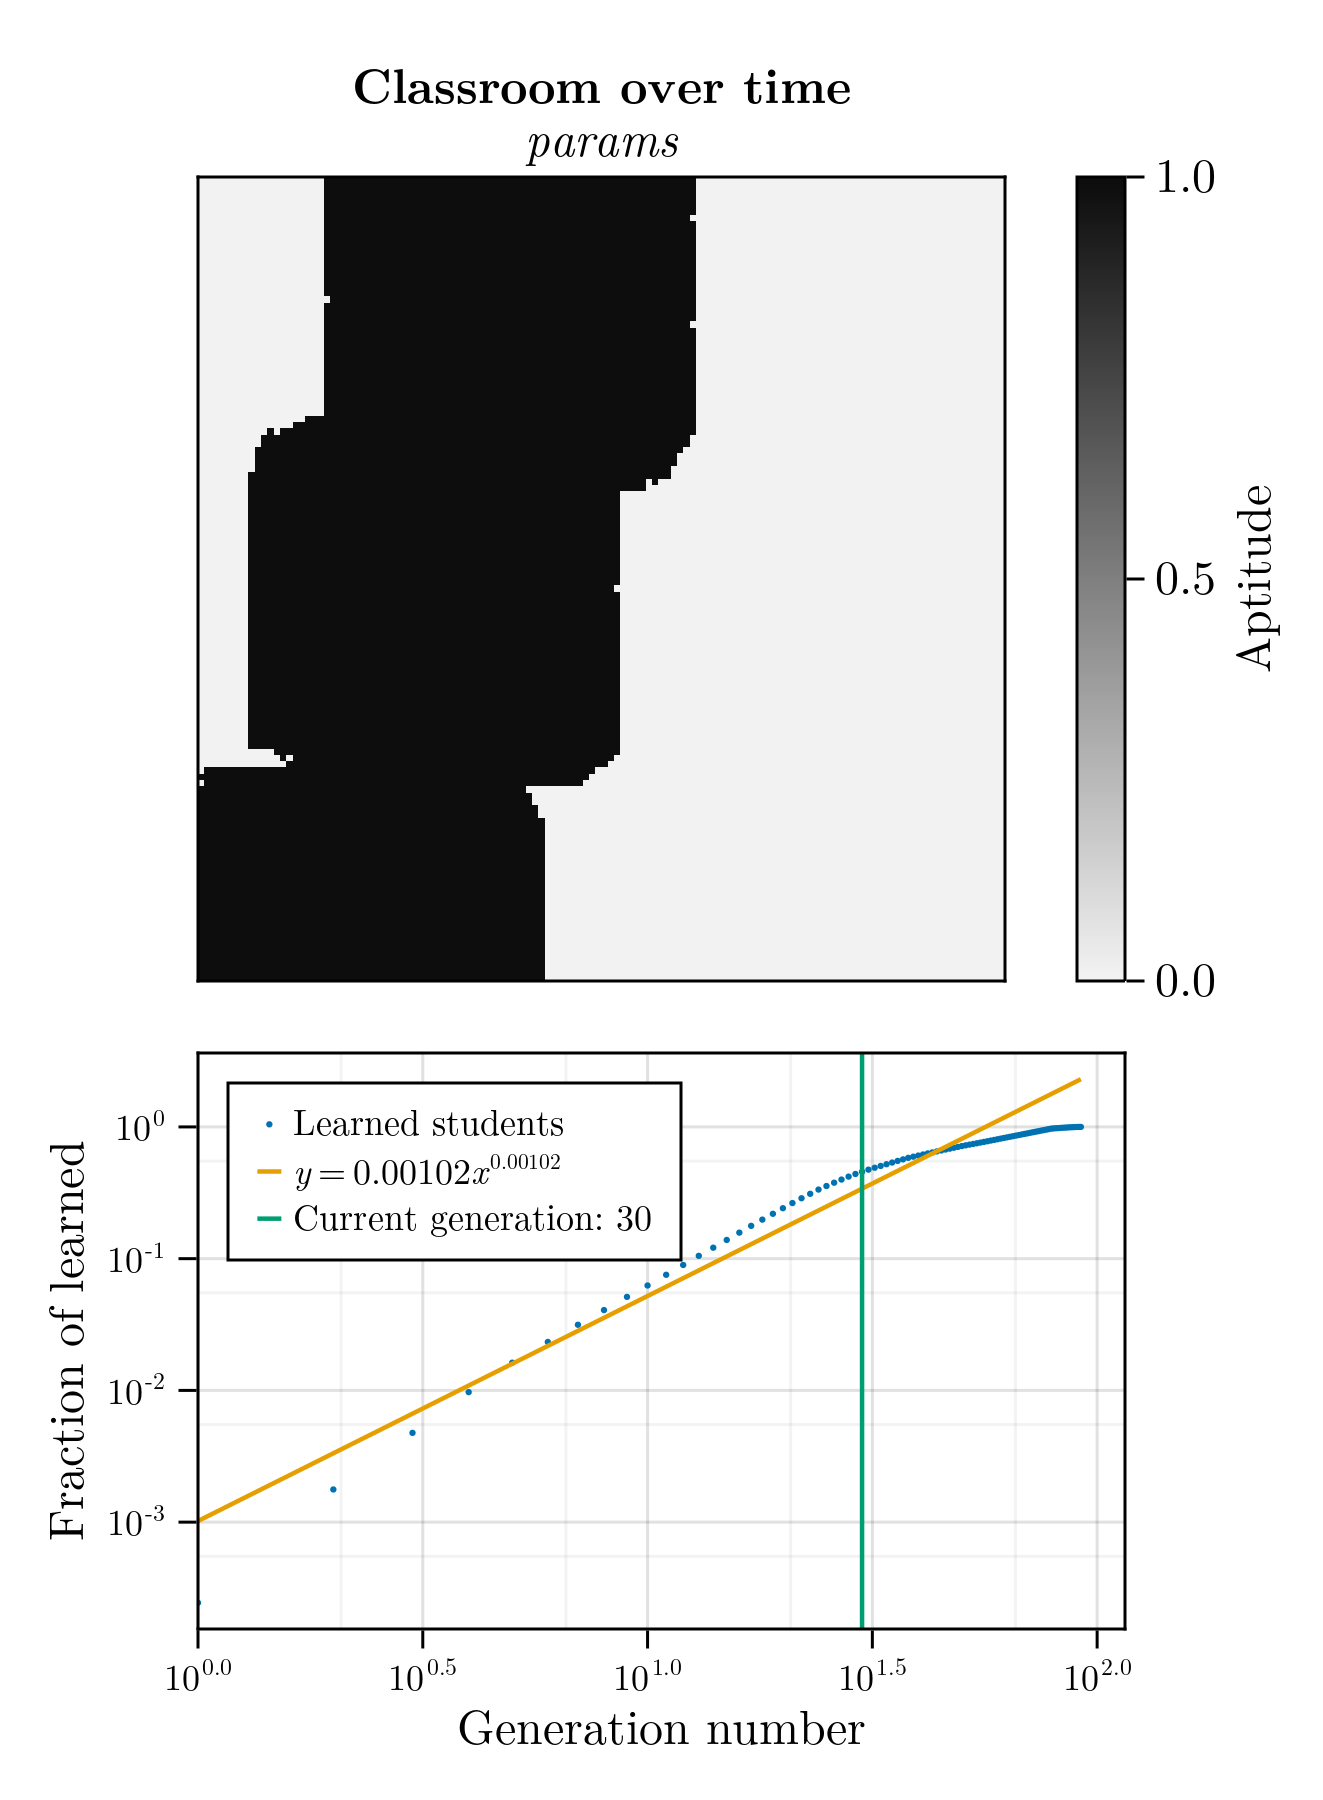 Classroom over time
params
1.0
0.5
0.0
Aptitude
Learned students
y = 0.00102x^0.00102
Current generation: 30
10^0
10^-1
10^-2
10^-3
Fraction of learned
10^0.0 10^0.5 10^1.0 10^1.5 10^2.0
Generation number